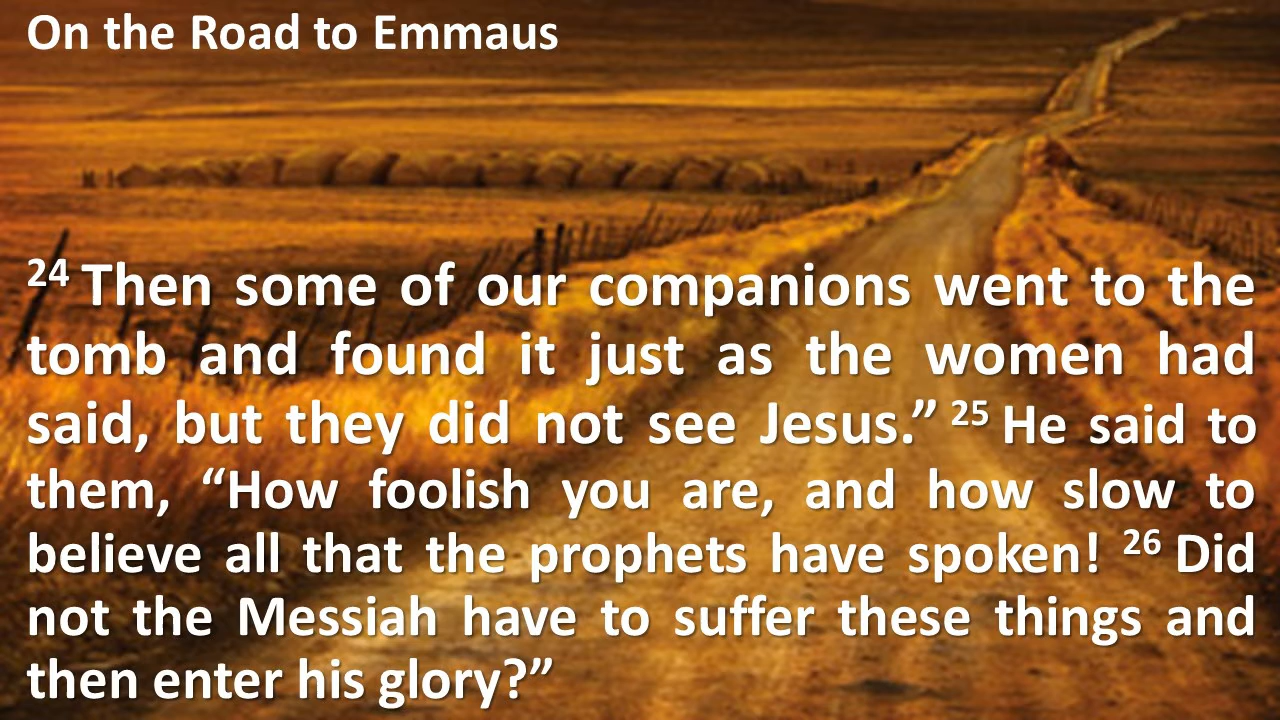 On the Road to Emmaus
24 Then some of our companions went to the
tomb and found it just as the women had
said, but they did not see Jesus.” 25 He said to
them, “How foolish you are, and how slow to
believe all that the prophets have spoken! 26 Did
not the Messiah have to suffer these things and
then enter his glory?”